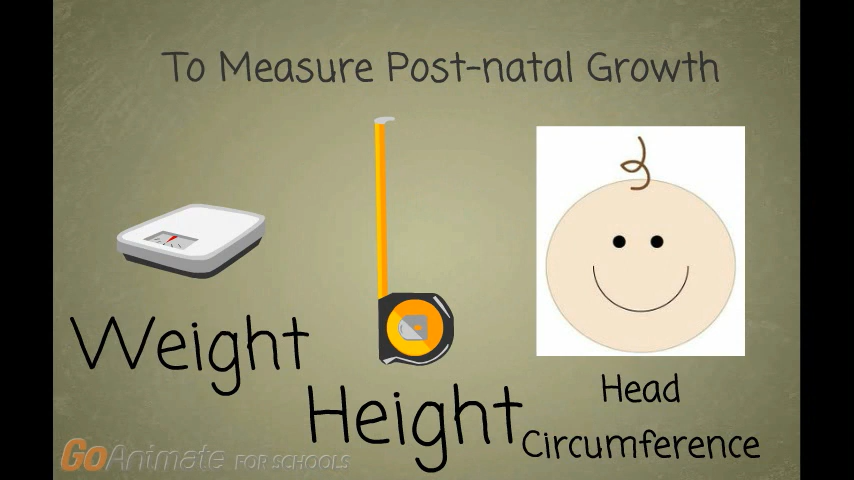 To Measure Post-natal Growth
Weight
Height
Head
Circumference
GoAnimate FOR SCHOOLS